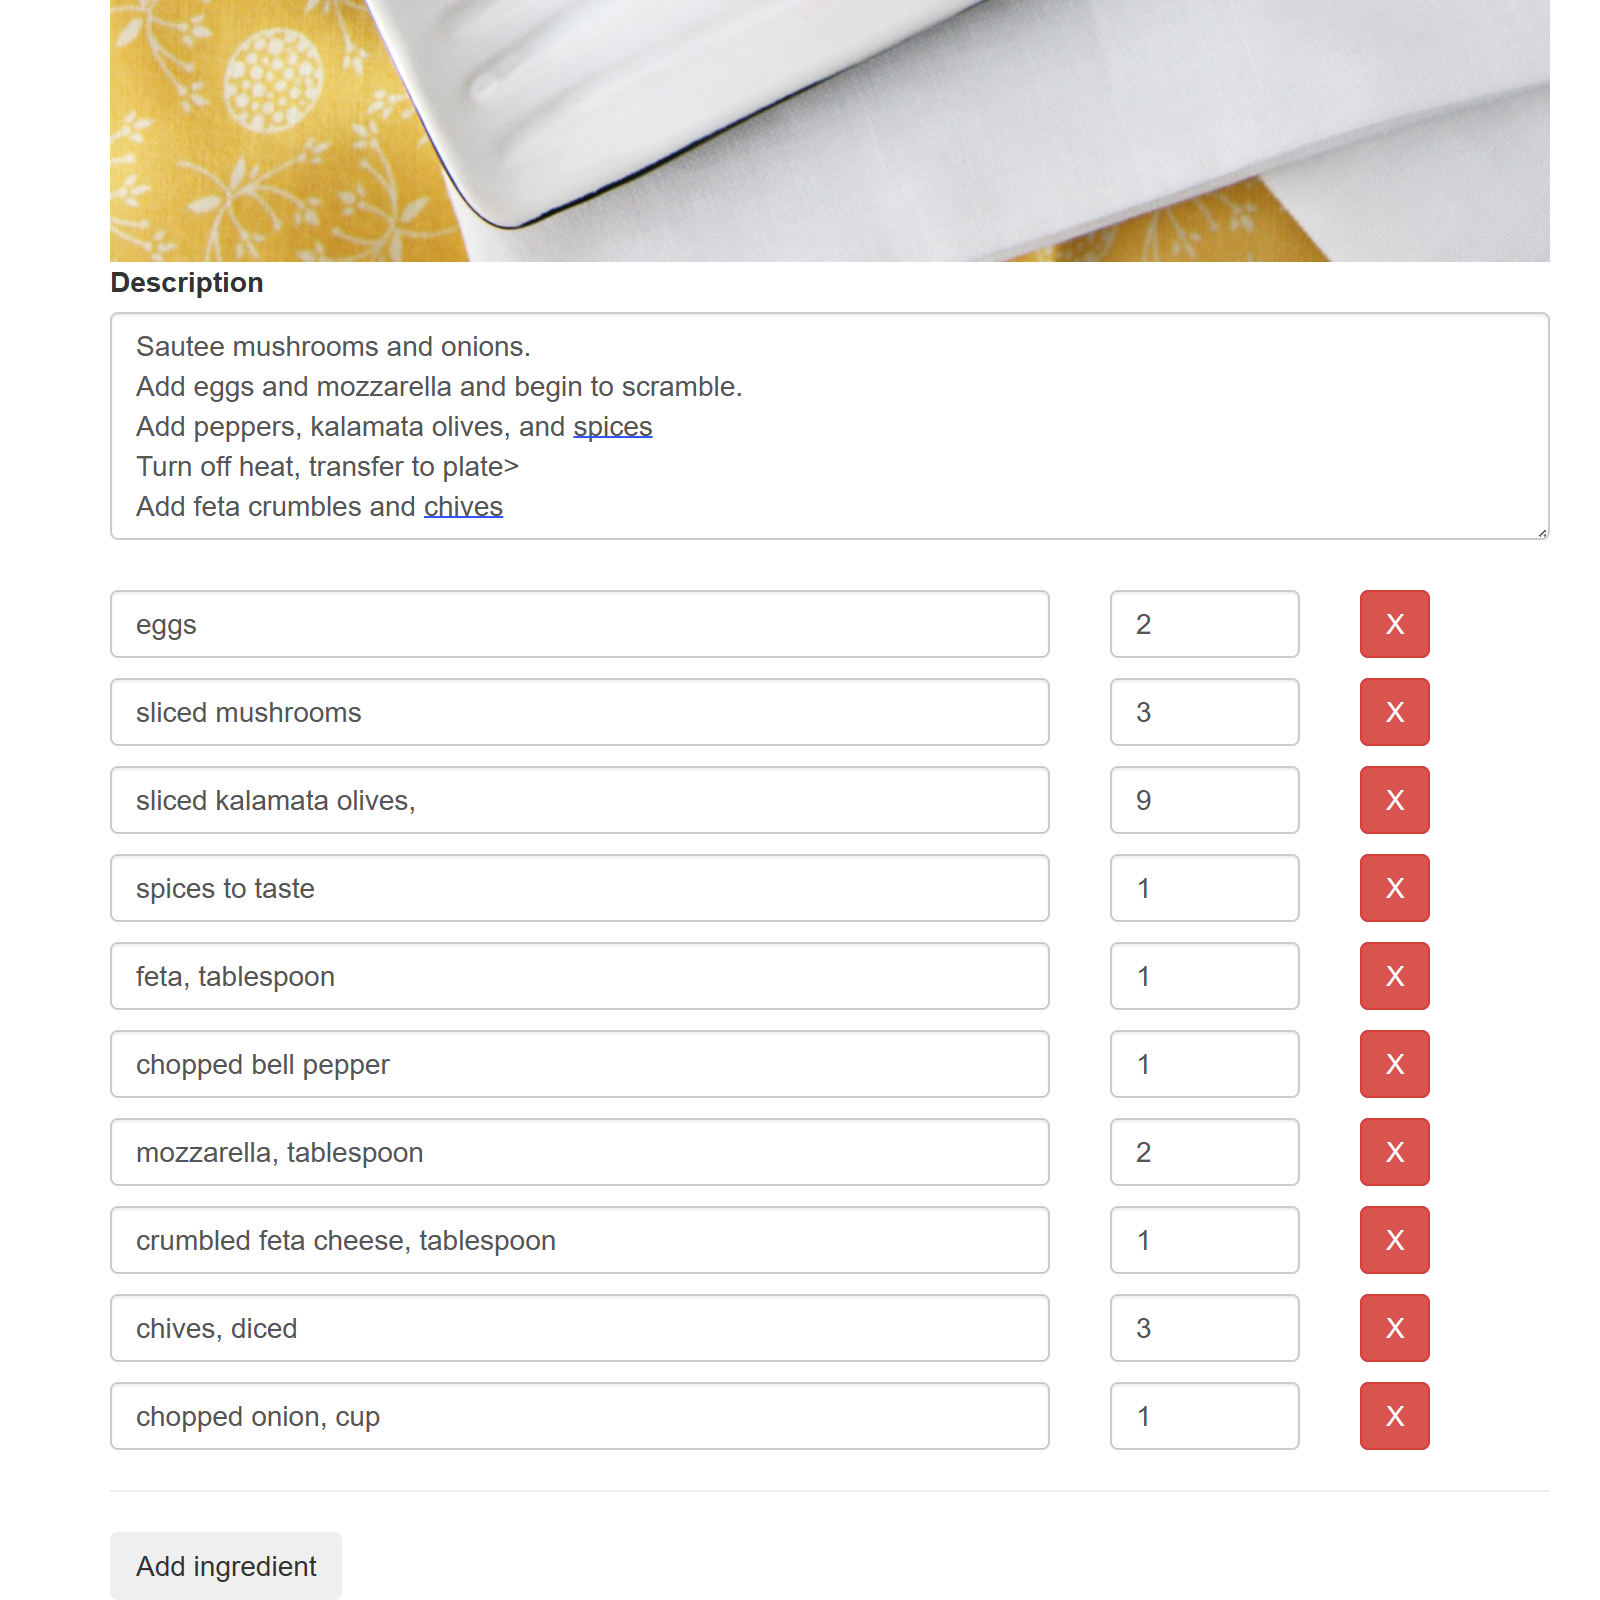 Description
Sautee mushrooms and onions.
Add eggs and mozzarella and begin to scramble.
Add peppers, kalamata olives, and spices
Turn off heat, transfer to plate>
Add feta crumbles and chives
eggs 2 X
sliced mushrooms 3 X
sliced kalamata olives, 9 X
spices to taste 1 X
feta, tablespoon 1 X
chopped bell pepper 1 X
mozzarella, tablespoon 2 X
crumbled feta cheese, tablespoon 1 X
chives, diced 3 X
chopped onion, cup 1 X
Add ingredient